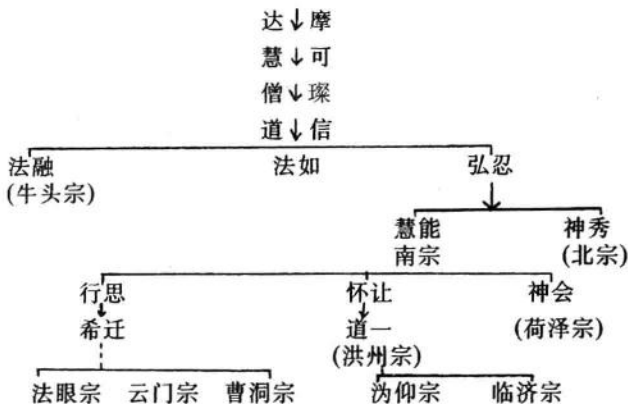 达 摩
慧 可
僧 璨
道 信
法融 法如 弘忍
(牛头宗)
慧能 神秀
南宗 (北宗)
行思 怀让 神会
希迁 道一 (荷泽宗)
(洪州宗)
法眼宗 云门宗 曹洞宗 沩仰宗 临济宗